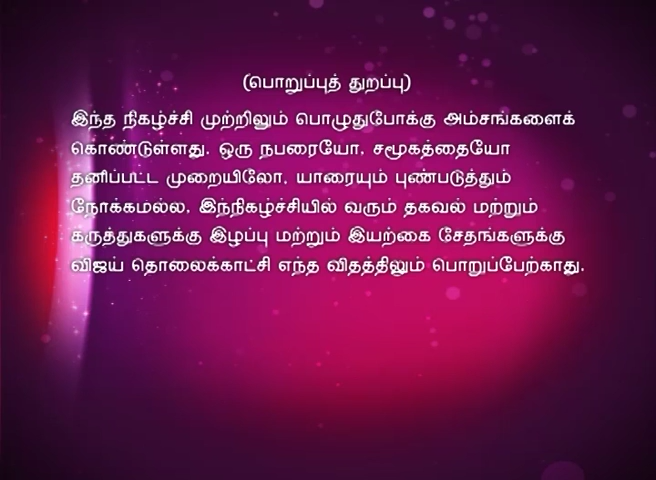 (பொறுப்புத் துறப்பு)
இந்த நிகழ்ச்சி முற்றிலும் பொழுதுபோக்கு அம்சங்களைக்
கொண்டுள்ளது. ஒரு நபரையோ, சமூகத்தையோ
தனிப்பட்ட முறையிலோ, யாரையும் புண்படுத்தும்
நோக்கமல்ல, இந்நிகழ்ச்சியில் வரும் தகவல் மற்றும்
கருத்துகளுக்கு இழப்பு மற்றும் இயற்கை சேதங்களுக்கு
விஜய் தொலைக்காட்சி எந்த விதத்திலும் பொறுப்பேற்காது.